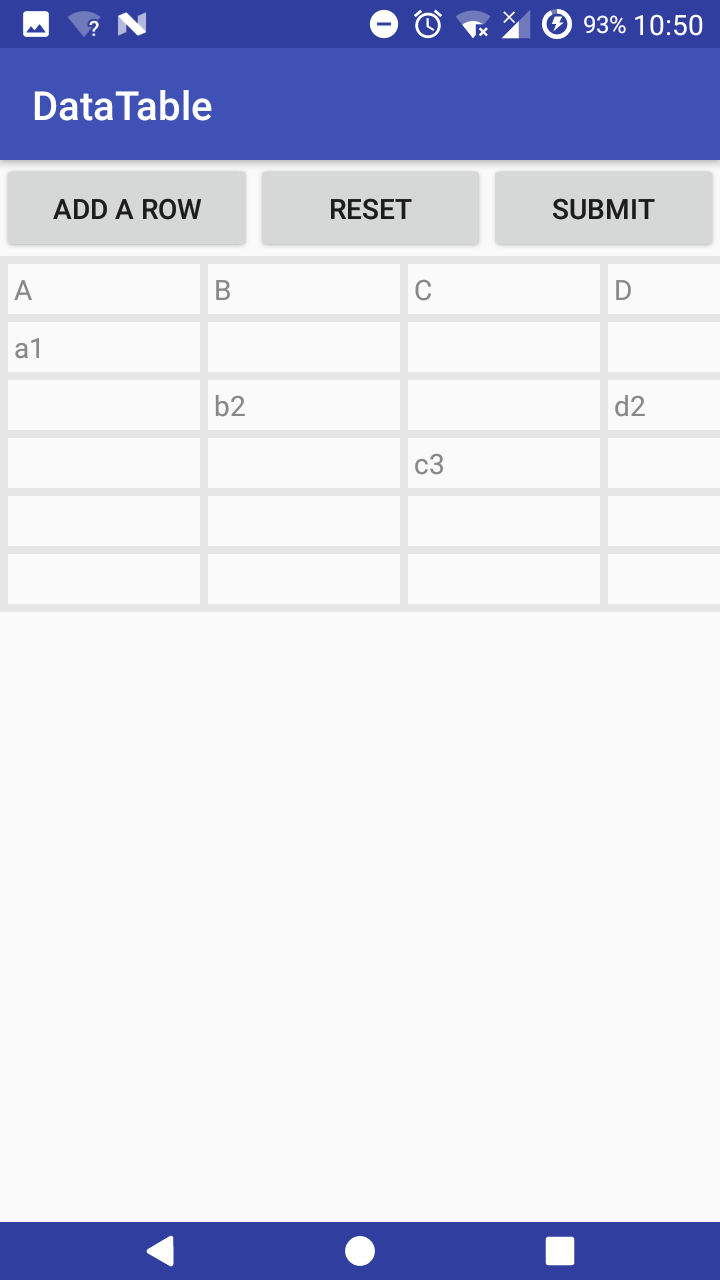 93% 10:50
DataTable
ADD A ROW RESET SUBMIT
A B C D
a1
b2 d2
c3